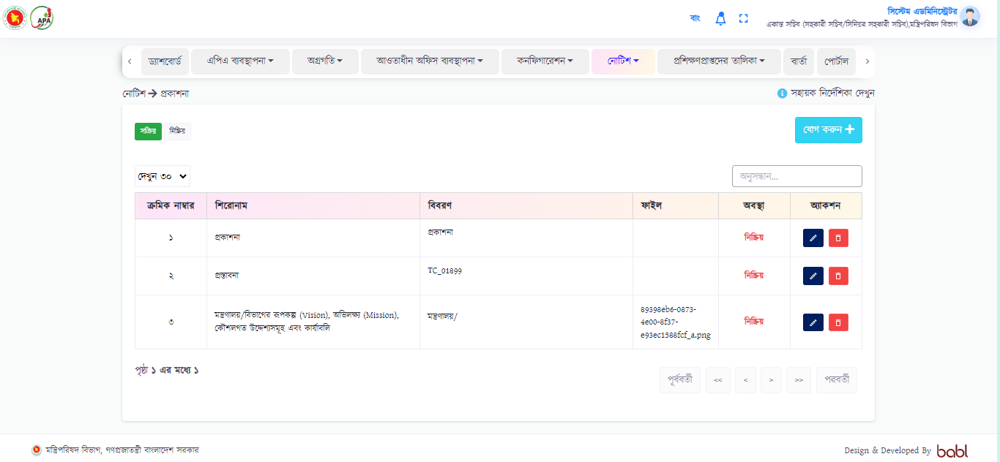 APA
বাং
সিস্টেম এডমিনিস্ট্রেটর
একান্ত সচিব (সহকারী সচিব/সিনিয়র সহকারী সচিব),মন্ত্রিপরিষদ বিভাগ
ড্যাশবোর্ড এপিএ ব্যবস্থাপনা অগ্রগতি আওতাধীন অফিস ব্যবস্থাপনা কনফিগারেশন নোটিশ প্রশিক্ষণপ্রাপ্তদের তালিকা বার্তা পোর্টাল
নোটিশ → প্রকাশনা
সহায়ক নির্দেশিকা দেখুন
সক্রিয় নিষ্ক্রিয়
যোগ করুন +
দেখুন ৩০
অনুসন্ধান...
ক্রমিক নাম্বার শিরোনাম বিবরণ ফাইল অবস্থা অ্যাকশন
১ প্রকাশনা প্রকাশনা নিষ্ক্রিয়
২ প্রস্তাবনা TC_01899 নিষ্ক্রিয়
৩ মন্ত্রণালয়/বিভাগের রূপকল্প (Vision), অভিলক্ষ্য (Mission),
কৌশলগত উদ্দেশ্যসমূহ এবং কার্যাবলি
মন্ত্রণালয়/
89398eb6-0873-
4e00-8f37-
e93ec1588fcf_a.png
নিষ্ক্রিয়
পৃষ্ঠা ১ এর মধ্যে ১
পূর্ববর্তী << < > >> পরবর্তী
মন্ত্রিপরিষদ বিভাগ, গণপ্রজাতন্ত্রী বাংলাদেশ সরকার
Design & Developed By babl